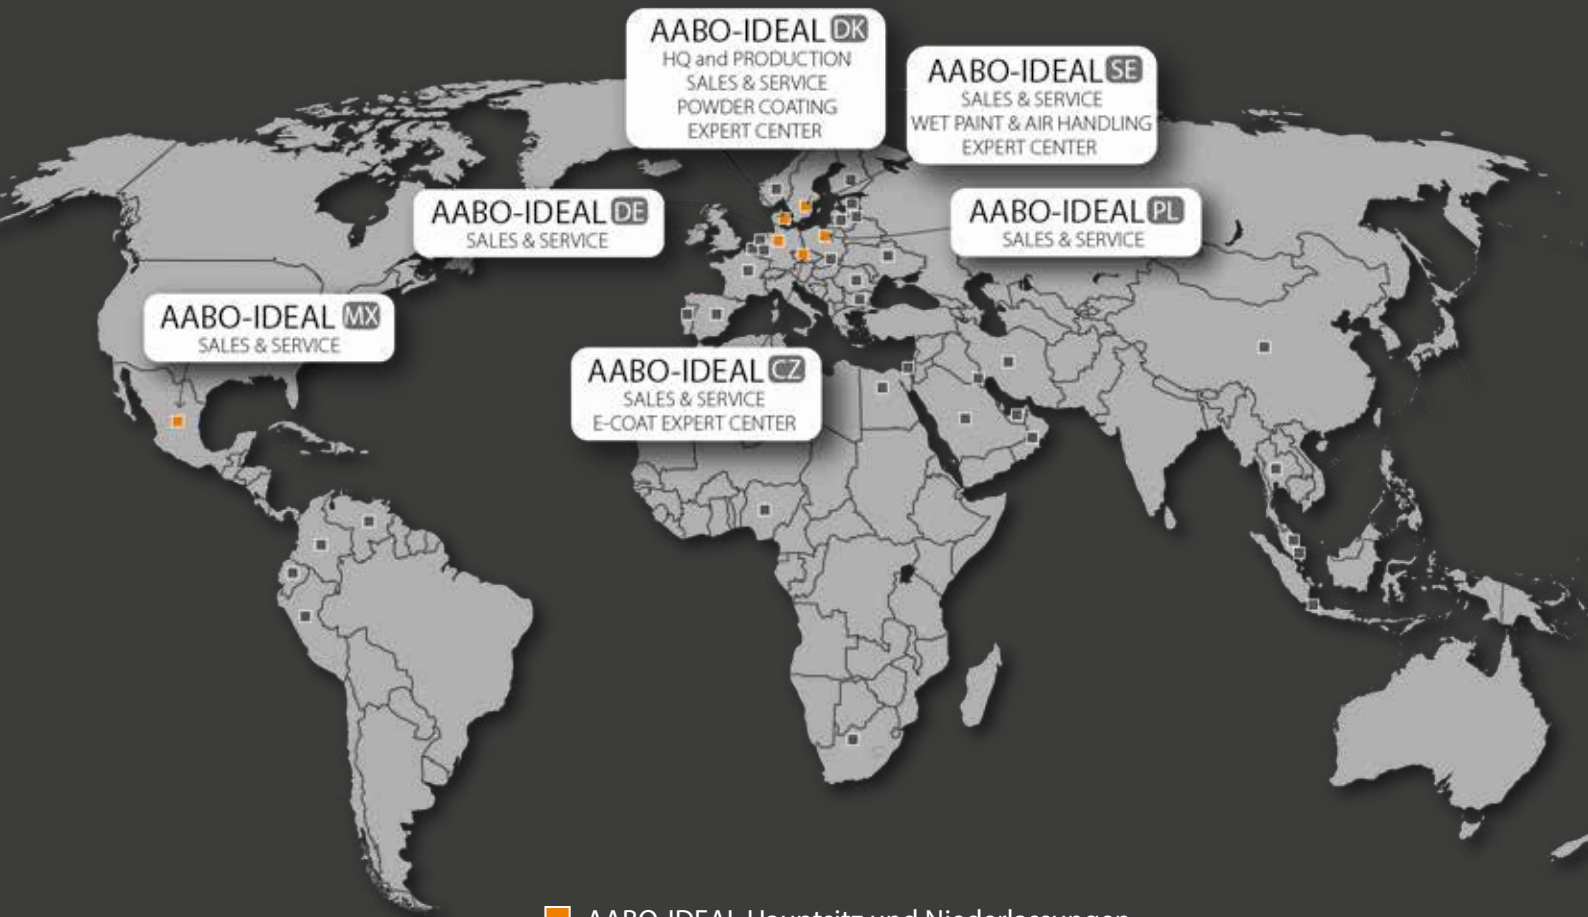 AABO-IDEAL DK
HQ and PRODUCTION
SALES & SERVICE
POWDER COATING
EXPERT CENTER
AABO-IDEAL SE
SALES & SERVICE
WET PAINT & AIR HANDLING
EXPERT CENTER
AABO-IDEAL DE
SALES & SERVICE
AABO-IDEAL PL
SALES & SERVICE
AABO-IDEAL MX
SALES & SERVICE
AABO-IDEAL CZ
SALES & SERVICE
E-COAT EXPERT CENTER
AABO-IDEAL Hauptsitz und Niederlassungen